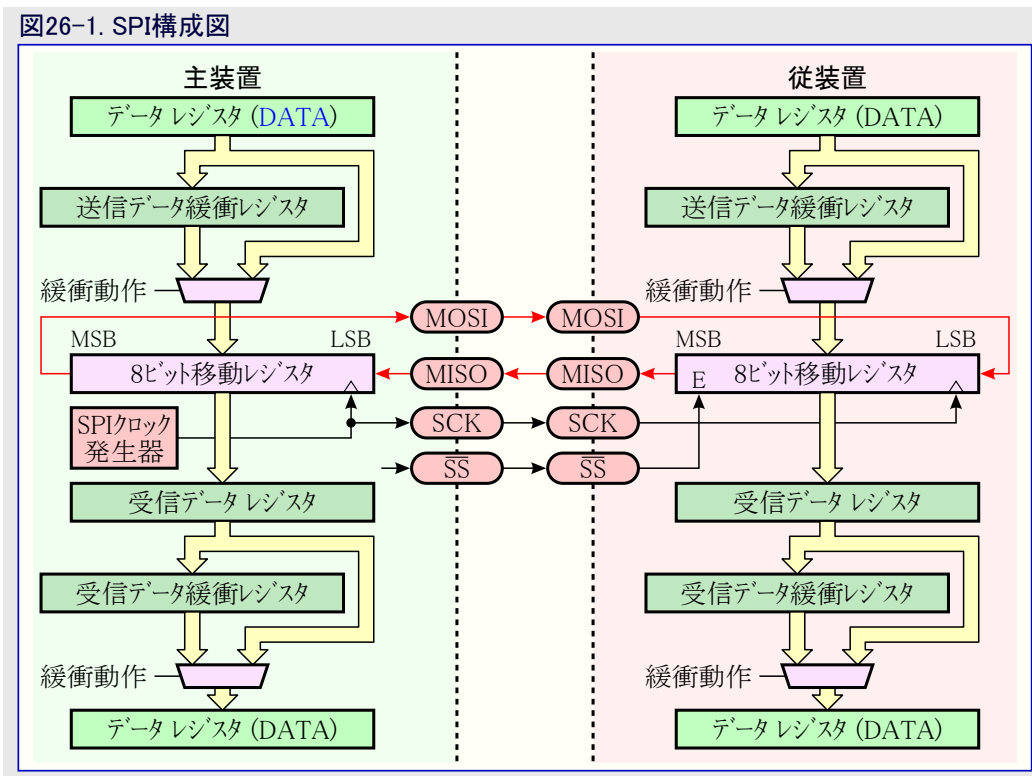 図26-1. SPI構成図
主装置
従装置
データ レジスタ (DATA)
データ レジスタ (DATA)
送信データ緩衝レジスタ
送信データ緩衝レジスタ
緩衝動作
緩衝動作
MOSI
MOSI
MSB
LSB
MSB
LSB
8ビット移動レジスタ
MISO
MISO
E
8ビット移動レジスタ
SPIクロック
発生器
SCK
SCK
SS
SS
受信データ レジスタ
受信データ レジスタ
受信データ緩衝レジスタ
受信データ緩衝レジスタ
緩衝動作
緩衝動作
データ レジスタ (DATA)
データ レジスタ (DATA)